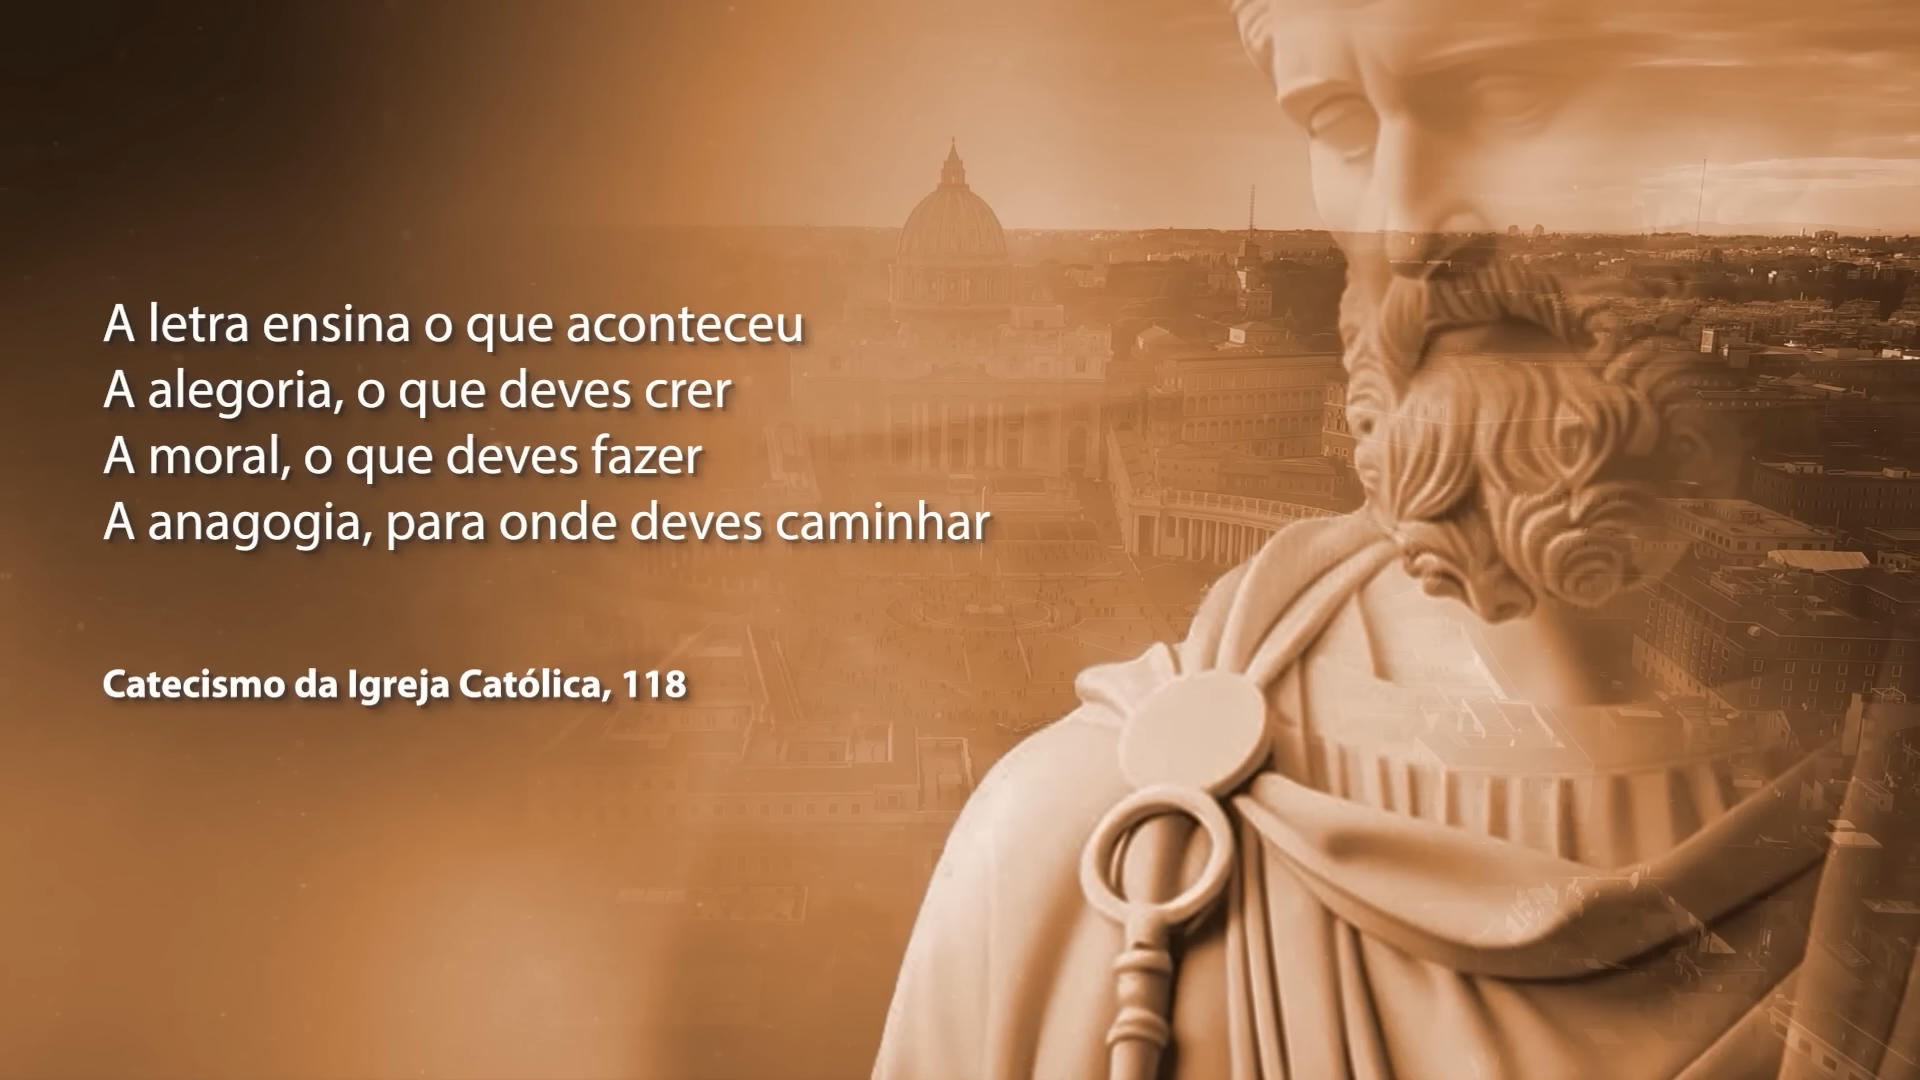 A letra ensina o que aconteceu
A alegoria, o que deves crer
A moral, o que deves fazer
A anagogia, para onde deves caminhar
Catecismo da Igreja Católica, 118